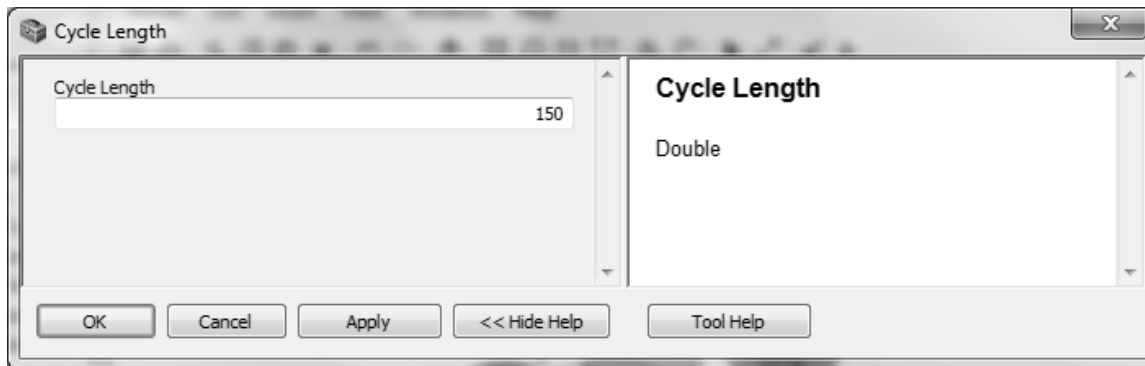 Cycle Length
X
Cycle Length
150
Cycle Length
Double
OK
Cancel
Apply
<< Hide Help
Tool Help